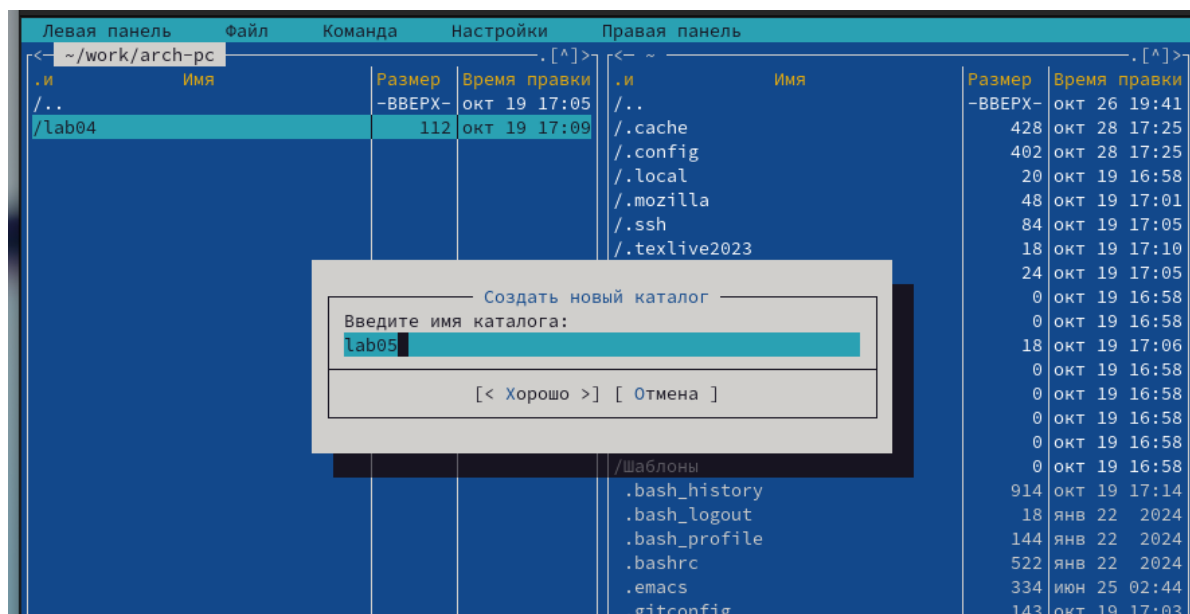 Левая панель Файл Команда Настройки Правая панель
<─ ~/work/arch-pc ─.[^]>
<─ ~ ─.[^]>
.и Имя Размер Время правки .и Имя Размер Время правки
/.. -ВВЕРХ- окт 19 17:05 /.. -ВВЕРХ- окт 26 19:41
/lab04 112 окт 19 17:09 /.cache 428 окт 28 17:25
/.config 402 окт 28 17:25
/.local 20 окт 19 16:58
/.mozilla 48 окт 19 17:01
/.ssh 84 окт 19 17:05
/.texlive2023 18 окт 19 17:10
24 окт 19 17:05
Создать новый каталог 0 окт 19 16:58
Введите имя каталога: 0 окт 19 16:58
lab05 18 окт 19 17:06
0 окт 19 16:58
[< Хорошо >] [ Отмена ] 0 окт 19 16:58
0 окт 19 16:58
0 окт 19 16:58
/Шаблоны 0 окт 19 16:58
.bash_history 914 окт 19 17:14
.bash_logout 18 янв 22 2024
.bash_profile 144 янв 22 2024
.bashrc 522 янв 22 2024
.emacs 334 июн 25 02:44
.gitconfig 143 окт 19 17:03